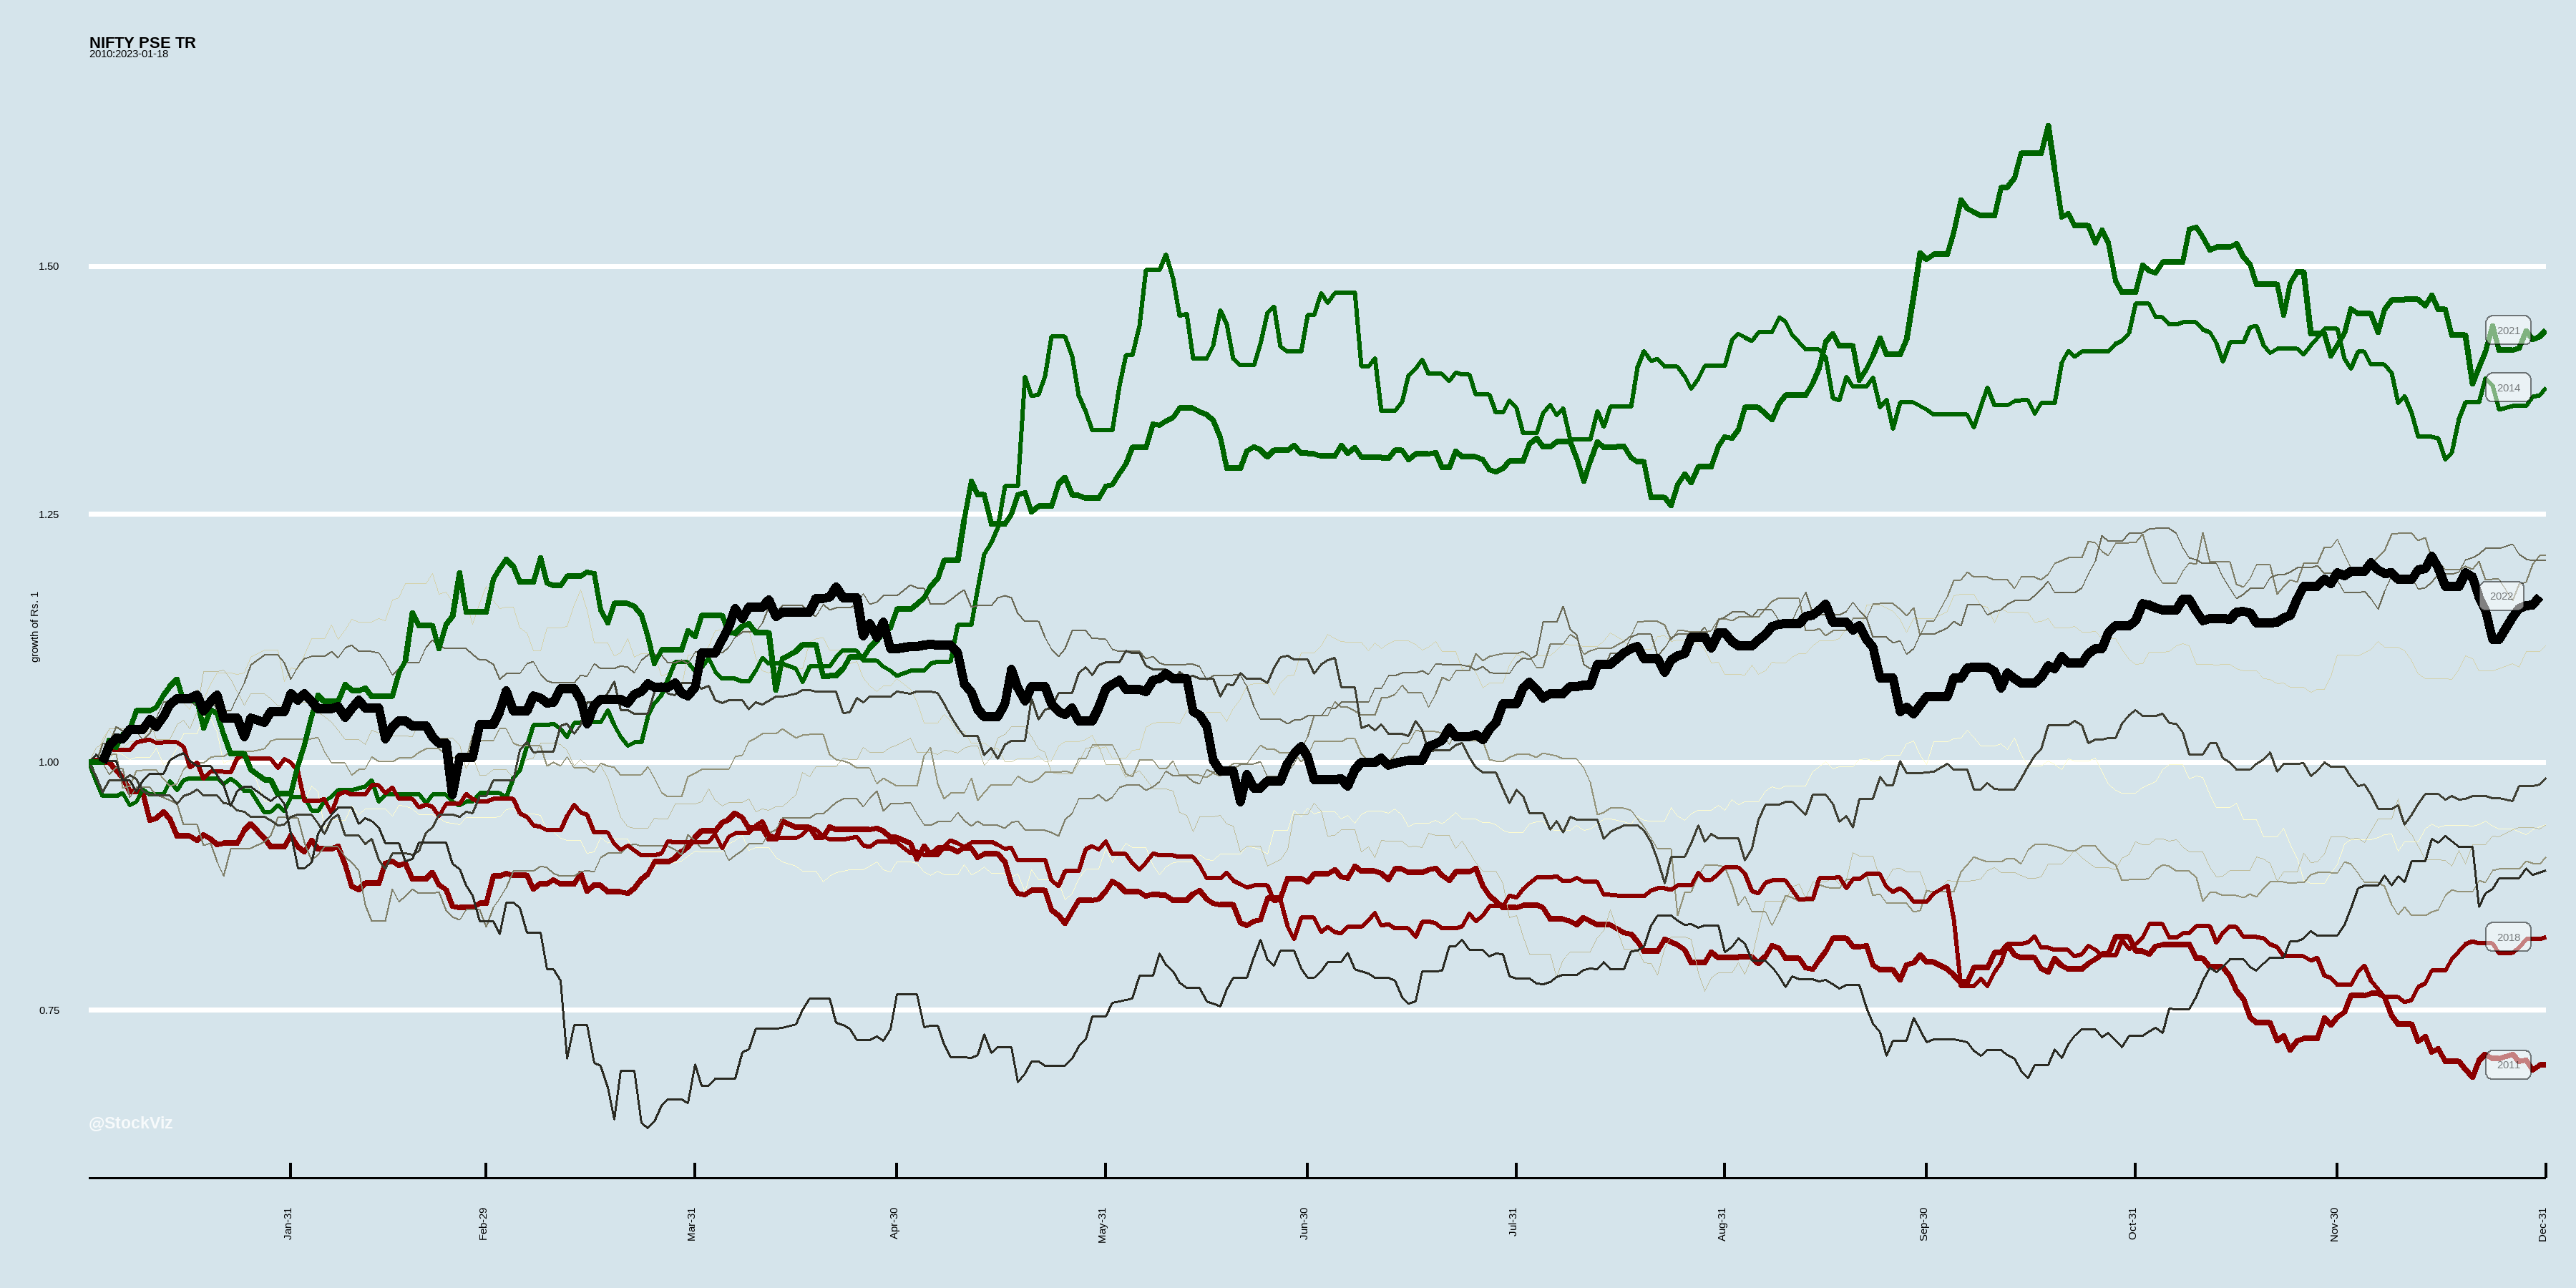 NIFTY PSE TR
2010:2023-01-18
growth of Rs. 1
1.50
1.25
1.00
0.75
2021
2014
2022
2018
2011
@StockViz
Jan-31
Feb-29
Mar-31
Apr-30
May-31
Jun-30
Jul-31
Aug-31
Sep-30
Oct-31
Nov-30
Dec-31